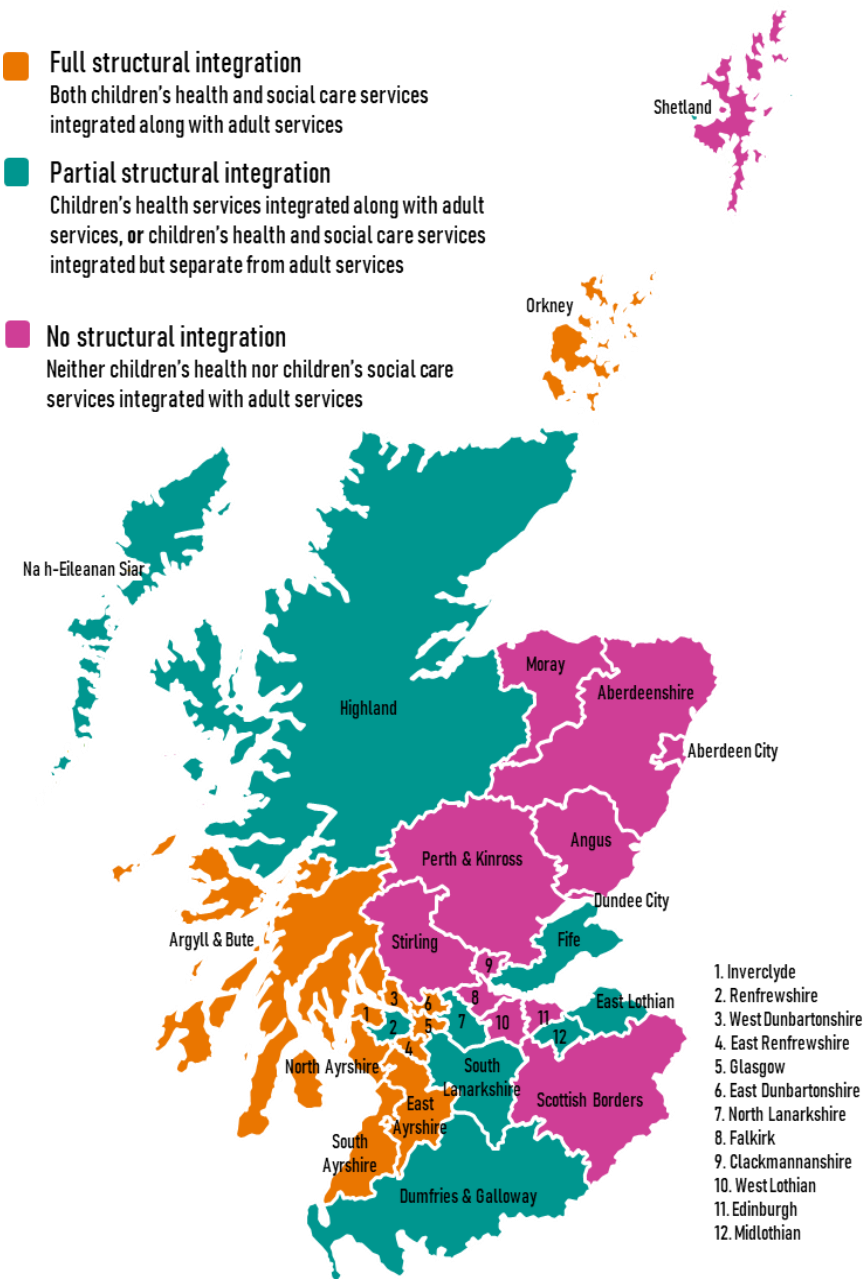 Full structural integration
Both children's health and social care services
integrated along with adult services
Partial structural integration
Children's health services integrated along with adult
services, or children's health and social care services
integrated but separate from adult services
No structural integration
Neither children's health nor children's social care
services integrated with adult services
Shetland
Orkney
Na h-Eileanan Siar
Highland
Moray
Aberdeenshire
Aberdeen City
Angus
Perth & Kinross
Dundee City
Fife
Stirling
Argyll & Bute
9
8
3
6
1
2
5
7
10
11
12
4
East Lothian
North Ayrshire
South
Lanarkshire
East
Ayrshire
Scottish Borders
South
Ayrshire
Dumfries & Galloway
1. Inverclyde
2. Renfrewshire
3. West Dunbartonshire
4. East Renfrewshire
5. Glasgow
6. East Dunbartonshire
7. North Lanarkshire
8. Falkirk
9. Clackmannanshire
10. West Lothian
11. Edinburgh
12. Midlothian